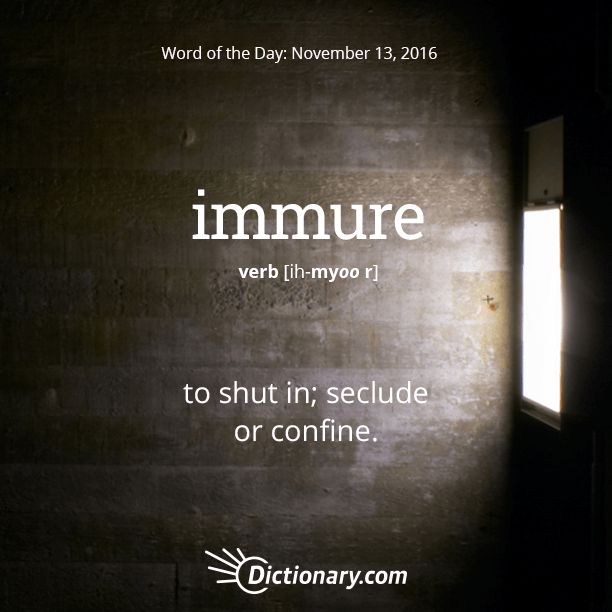 Word of the Day: November 13, 2016
immure
verb [ih-myoo r]
to shut in; seclude
or confine.
Dictionary.com